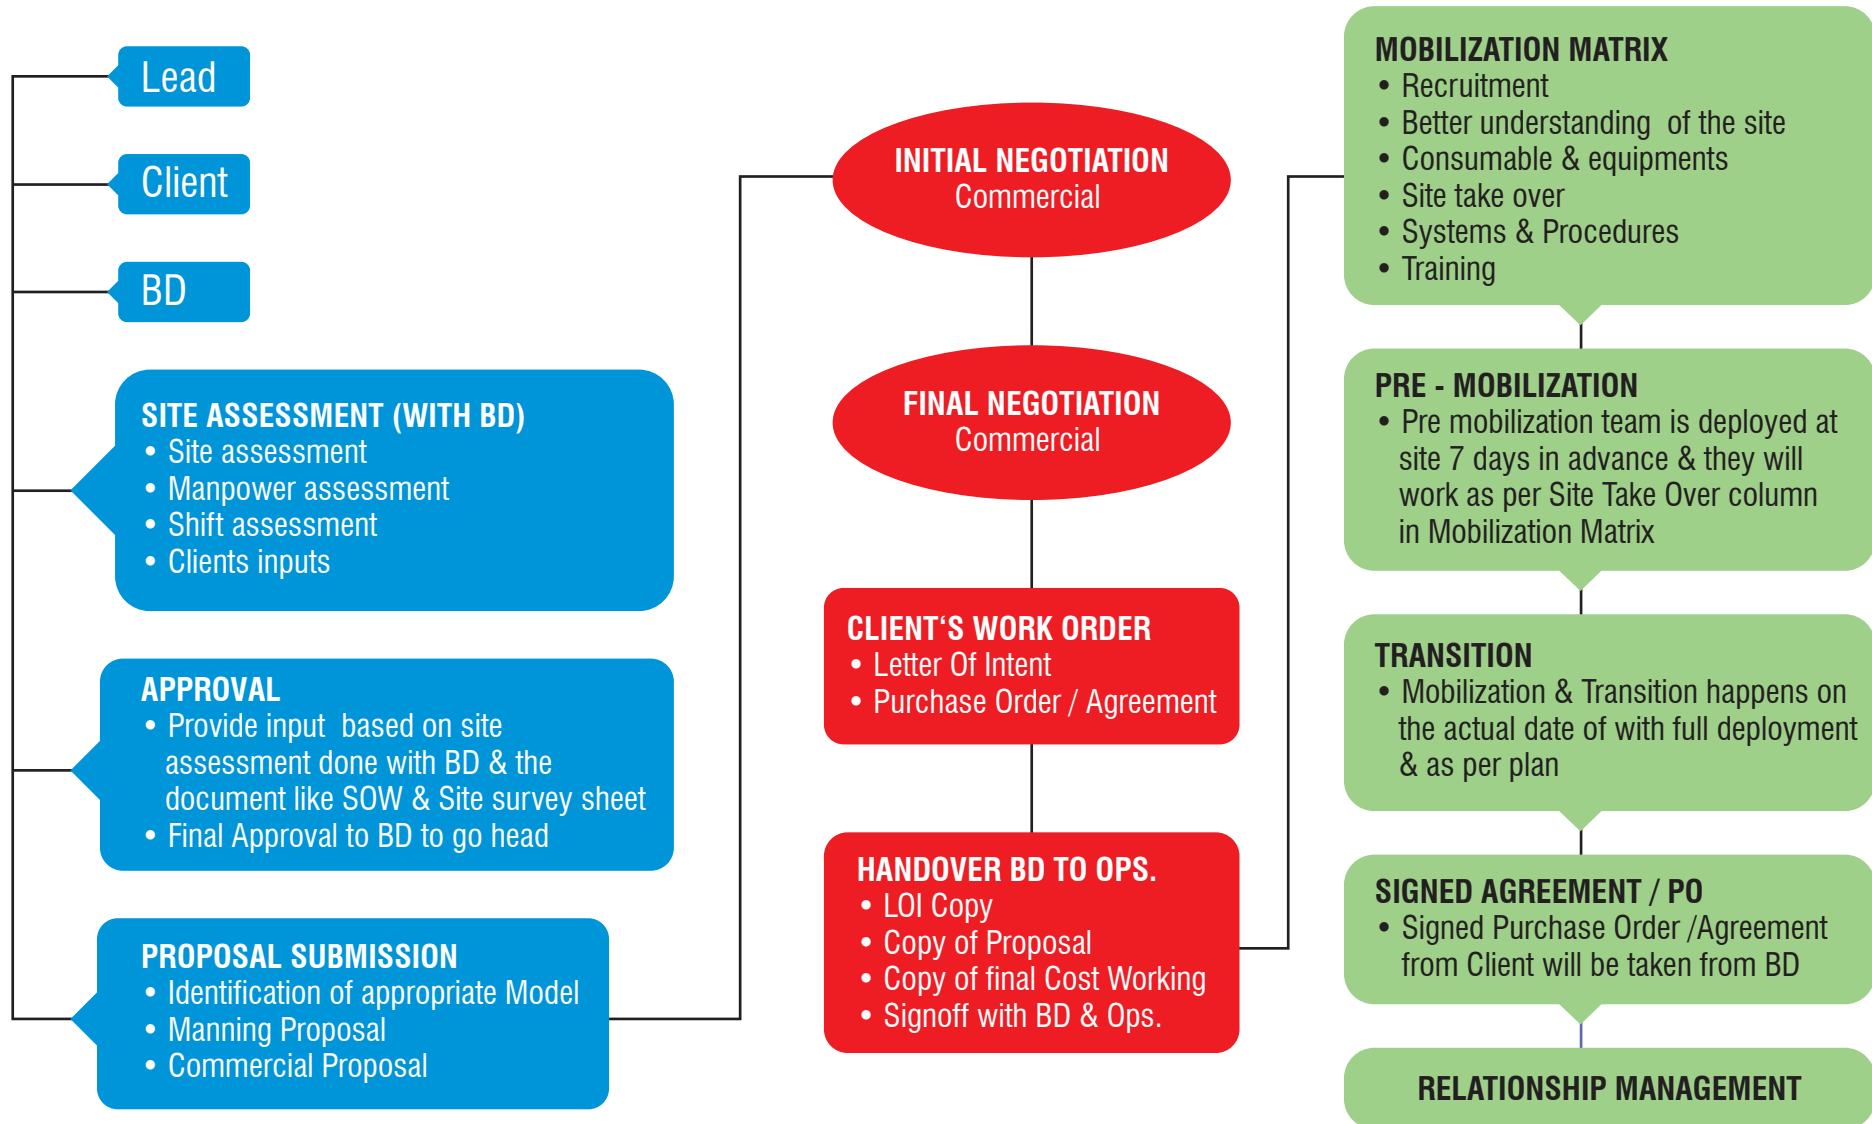 Lead
Client
BD
SITE ASSESSMENT (WITH BD)
• Site assessment
• Manpower assessment
• Shift assessment
• Clients inputs
APPROVAL
• Provide input based on site
assessment done with BD & the
document like SOW & Site survey sheet
• Final Approval to BD to go head
PROPOSAL SUBMISSION
• Identification of appropriate Model
• Manning Proposal
• Commercial Proposal
INITIAL NEGOTIATION
Commercial
FINAL NEGOTIATION
Commercial
CLIENT‘S WORK ORDER
• Letter Of Intent
• Purchase Order / Agreement
HANDOVER BD TO OPS.
• LOI Copy
• Copy of Proposal
• Copy of final Cost Working
• Signoff with BD & Ops.
MOBILIZATION MATRIX
• Recruitment
• Better understanding of the site
• Consumable & equipments
• Site take over
• Systems & Procedures
• Training
PRE - MOBILIZATION
• Pre mobilization team is deployed at
site 7 days in advance & they will
work as per Site Take Over column
in Mobilization Matrix
TRANSITION
• Mobilization & Transition happens on
the actual date of with full deployment
& as per plan
SIGNED AGREEMENT / PO
• Signed Purchase Order /Agreement
from Client will be taken from BD
RELATIONSHIP MANAGEMENT